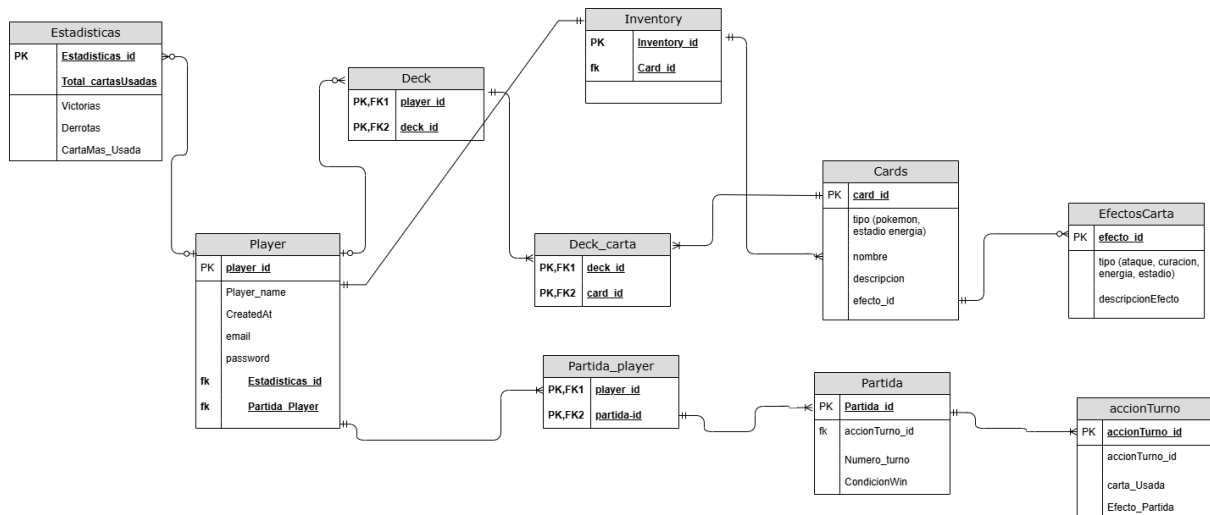 Estadisticas
PK Estadisticas_id
Total_cartasUsadas
Victorias
Derrotas
CartaMas_Usada
Deck
PK,FK1 player_id
PK,FK2 deck_id
Inventory
PK Inventory_id
fk Card_id
Player
PK player_id
Player_name
CreatedAt
email
password
fk Estadisticas_id
fk Partida_Player
Deck_carta
PK,FK1 deck_id
PK,FK2 card_id
Cards
PK card_id
tipo (pokemon,
estadio energia)
nombre
descripcion
efecto_id
EfectosCarta
PK efecto_id
tipo (ataque, curacion,
energia, estadio)
descripcionEfecto
Partida_player
PK,FK1 player_id
PK,FK2 partida-id
Partida
PK Partida_id
fk accionTurno_id
Numero_turno
CondicionWin
accionTurno
PK accionTurno_id
accionTurno_id
carta_Usada
Efecto_Partida